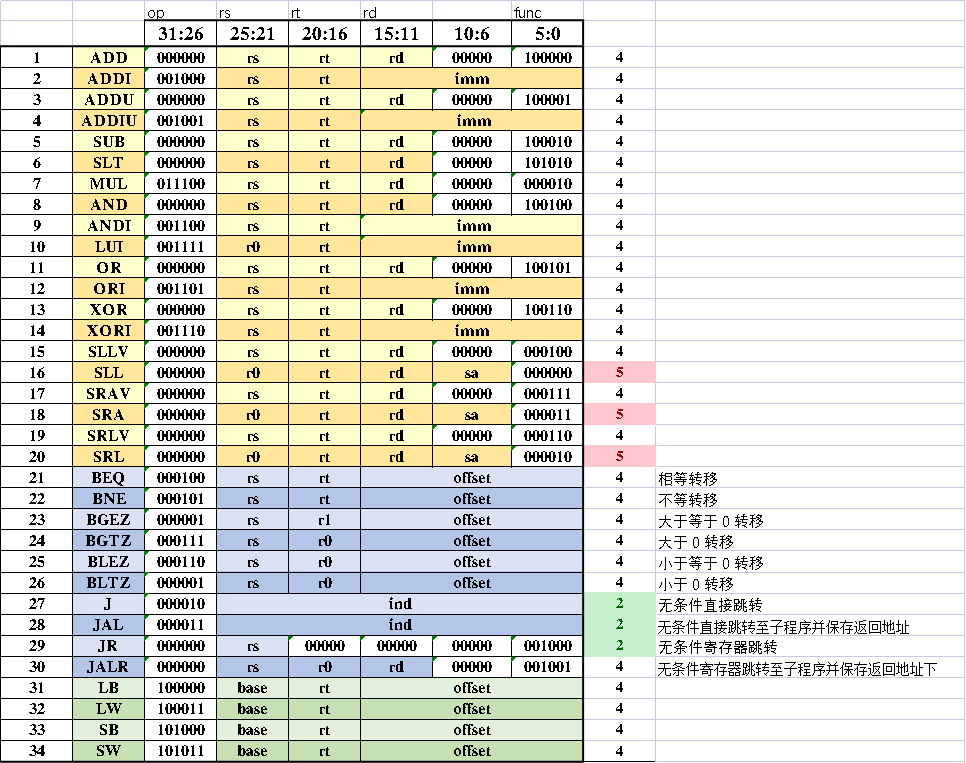 op rs rt rd func
31:26 25:21 20:16 15:11 10:6 5:0
1 ADD 000000 rs rt rd 00000 100000 4
2 ADDI 001000 rs rt imm 4
3 ADDU 000000 rs rt rd 00000 100001 4
4 ADDIU 001001 rs rt imm 4
5 SUB 000000 rs rt rd 00000 100010 4
6 SLT 000000 rs rt rd 00000 101010 4
7 MUL 011100 rs rt rd 00000 000010 4
8 AND 000000 rs rt rd 00000 100100 4
9 ANDI 001100 rs rt imm 4
10 LUI 001111 r0 rt imm 4
11 OR 000000 rs rt rd 00000 100101 4
12 ORI 001101 rs rt imm 4
13 XOR 000000 rs rt rd 00000 100110 4
14 XORI 001110 rs rt imm 4
15 SLLV 000000 rs rt rd 00000 000100 4
16 SLL 000000 r0 rt rd sa 000000 5
17 SRAV 000000 rs rt rd 00000 000111 4
18 SRA 000000 r0 rt rd sa 000011 5
19 SRLV 000000 rs rt rd 00000 000110 4
20 SRL 000000 r0 rt rd sa 000010 5
21 BEQ 000100 rs rt offset 4 相等转移
22 BNE 000101 rs rt offset 4 不等转移
23 BGEZ 000001 rs r1 offset 4 大于等于 0 转移
24 BGTZ 000111 rs r0 offset 4 大于 0 转移
25 BLEZ 000110 rs r0 offset 4 小于等于 0 转移
26 BLTZ 000001 rs r0 offset 4 小于 0 转移
27 J 000010 ind 2 无条件直接跳转
28 JAL 000011 ind 2 无条件直接跳转至子程序并保存返回地址
29 JR 000000 rs 00000 00000 00000 001000 2 无条件寄存器跳转
30 JALR 000000 rs r0 rd 00000 001001 4 无条件寄存器跳转至子程序并保存返回地址下
31 LB 100000 base rt offset 4
32 LW 100011 base rt offset 4
33 SB 101000 base rt offset 4
34 SW 101011 base rt offset 4